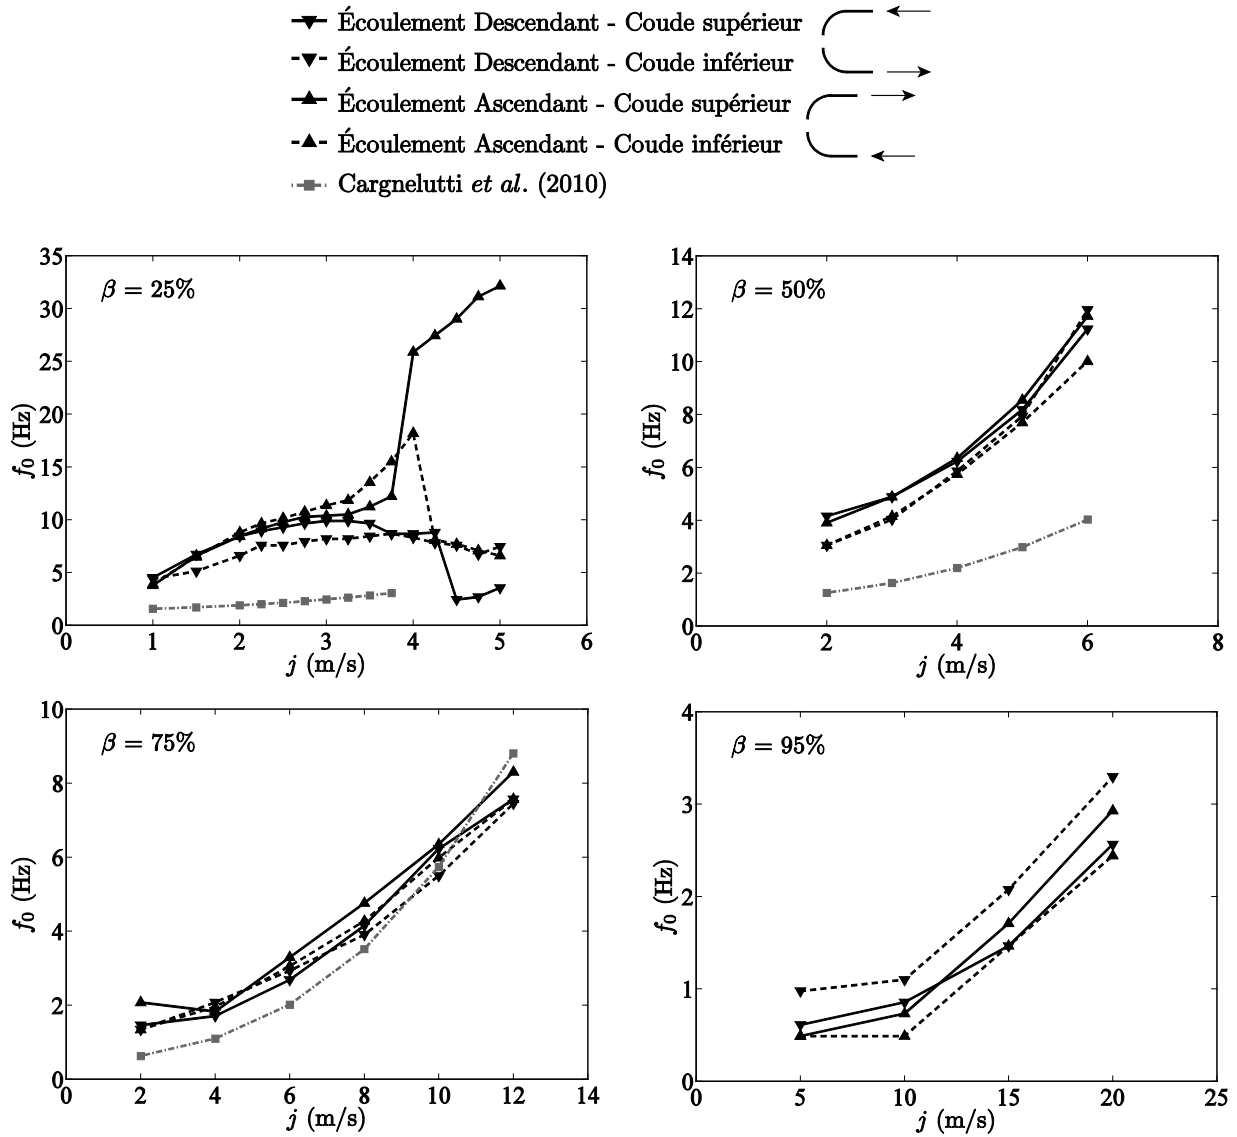 Écoulement Descendant - Coude supérieur
Écoulement Descendant - Coude inférieur
Écoulement Ascendant - Coude supérieur
Écoulement Ascendant - Coude inférieur
Cargnelutti et al. (2010)
β = 25%
f0 (Hz)
35
30
25
20
15
10
5
0
0 1 2 3 4 5 6
j (m/s)
β = 50%
f0 (Hz)
14
12
10
8
6
4
2
0
0 2 4 6 8
j (m/s)
β = 75%
f0 (Hz)
10
8
6
4
2
0
0 2 4 6 8 10 12 14
j (m/s)
β = 95%
f0 (Hz)
4
3
2
1
0
0 5 10 15 20 25
j (m/s)